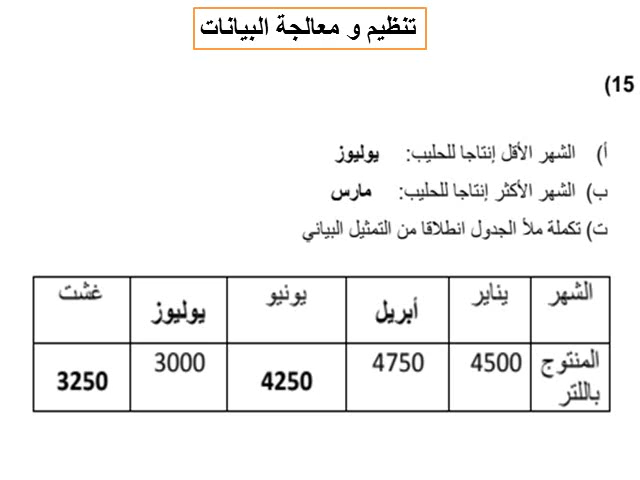 تنظيم و معالجة البيانات
15)
أ) الشهر الأقل إنتاجا للحليب: يوليوز
ب) الشهر الأكثر إنتاجا للحليب: مارس
ت) تكملة ملأ الجدول انطلاقا من التمثيل البياني
الشهر يناير أبريل يونيو يوليوز غشت
المنتوج باللتر 4500 4750 4250 3000 3250